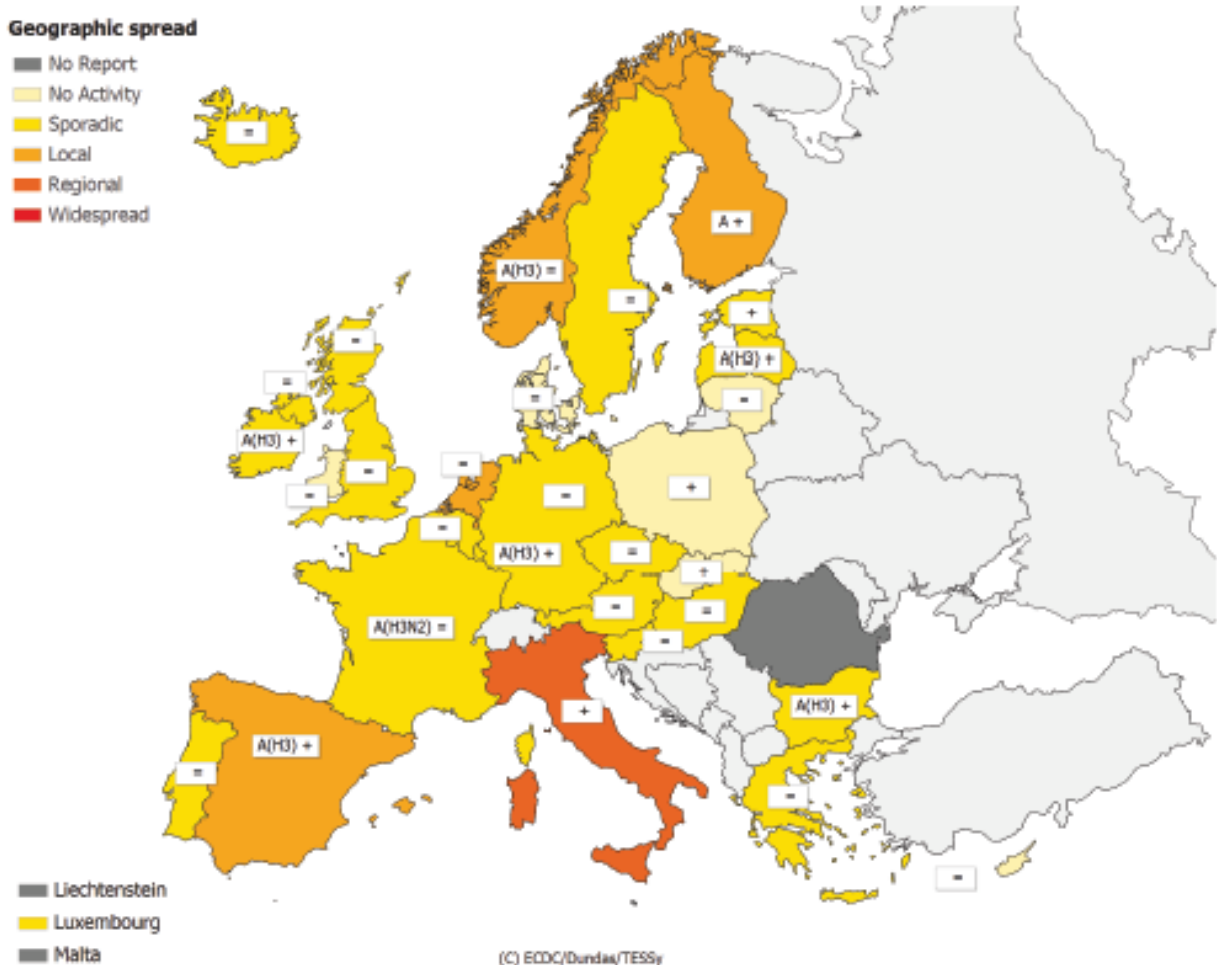 Geographic spread
No Report
No Activity
Sporadic
=
Local
Regional
Widespread
A +
A(H3) =
=
+
=
A(H3) +
=
=
=
A(H3) +
=
=
+
=
=
=
A(H3) +
=
+
=
=
A(H3N2) =
=
A(H3) +
+
A(H3) +
=
=
=
Liechtenstein
Luxembourg
Malta
(C) ECDC/Dundas/TESSy